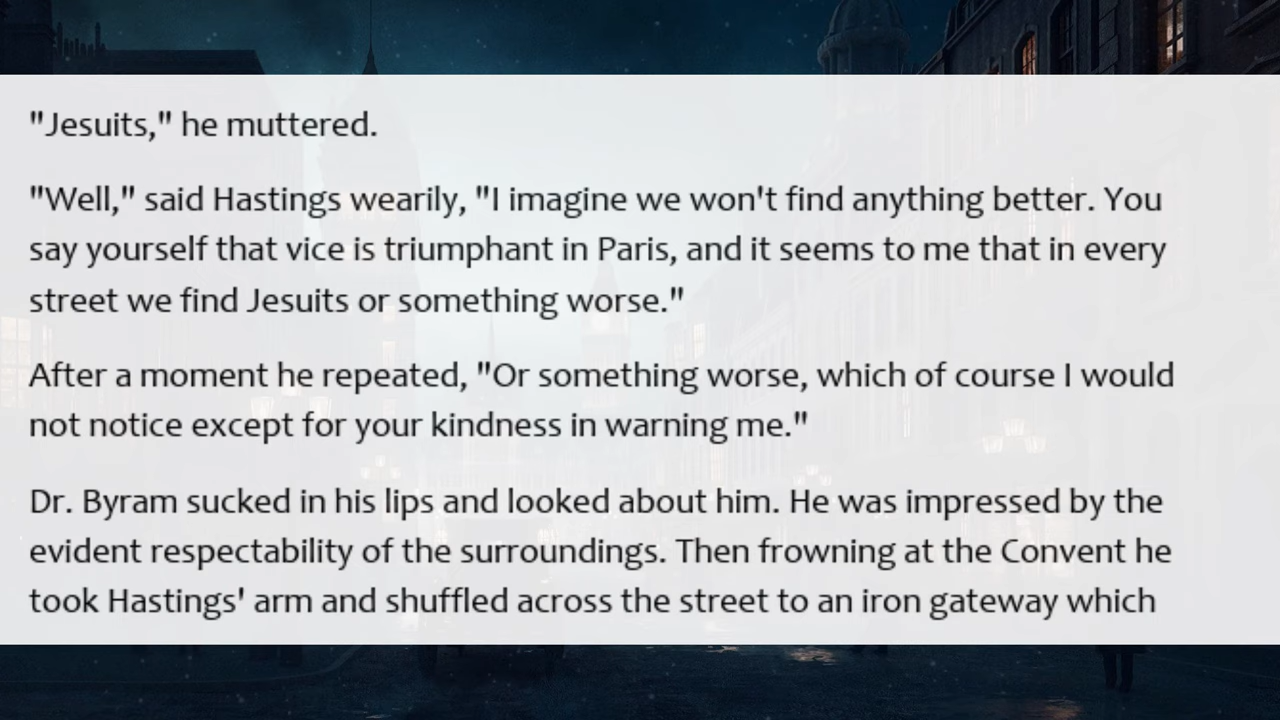 "Jesuits," he muttered.
"Well," said Hastings wearily, "I imagine we won't find anything better. You
say yourself that vice is triumphant in Paris, and it seems to me that in every
street we find Jesuits or something worse."
After a moment he repeated, "Or something worse, which of course I would
not notice except for your kindness in warning me."
Dr. Byram sucked in his lips and looked about him. He was impressed by the
evident respectability of the surroundings. Then frowning at the Convent he
took Hastings' arm and shuffled across the street to an iron gateway which